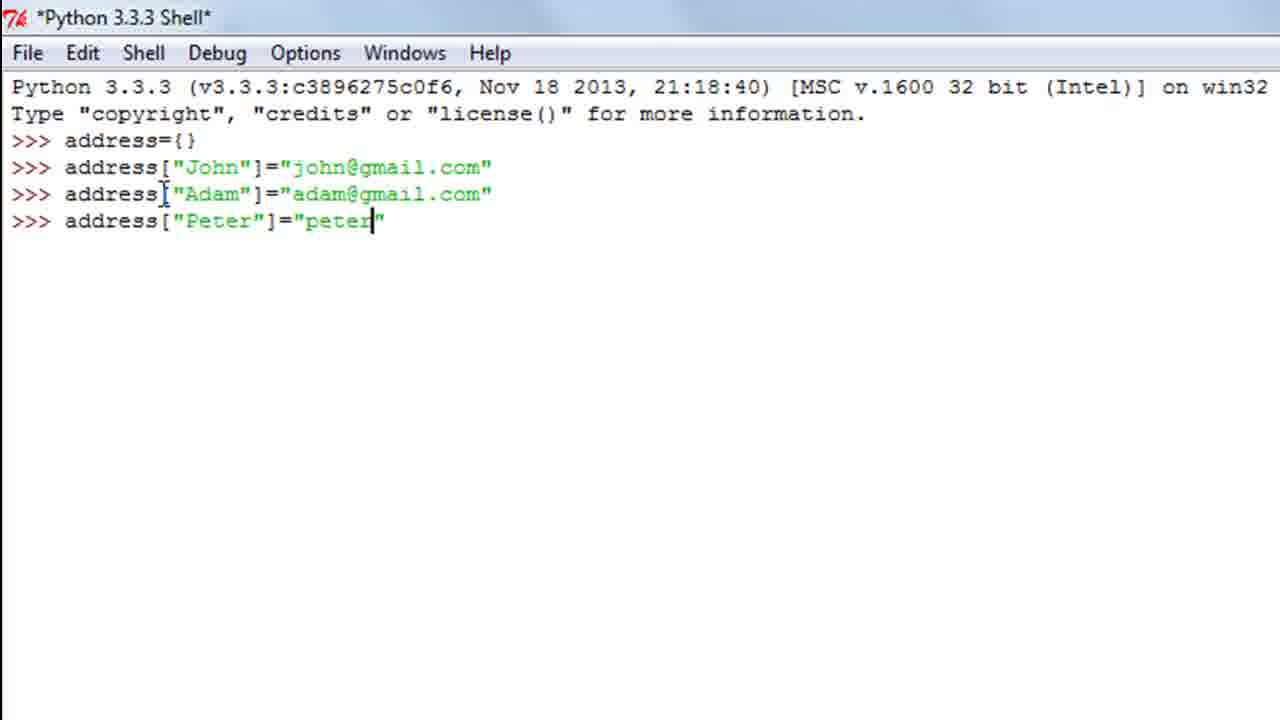 *Python 3.3.3 Shell*
File Edit Shell Debug Options Windows Help
Python 3.3.3 (v3.3.3:c3896275c0f6, Nov 18 2013, 21:18:40) [MSC v.1600 32 bit (Intel)] on win32
Type "copyright", "credits" or "license()" for more information.
>>> address={}
>>> address["John"]="john@gmail.com"
>>> address["Adam"]="adam@gmail.com"
>>> address["Peter"]="peter"